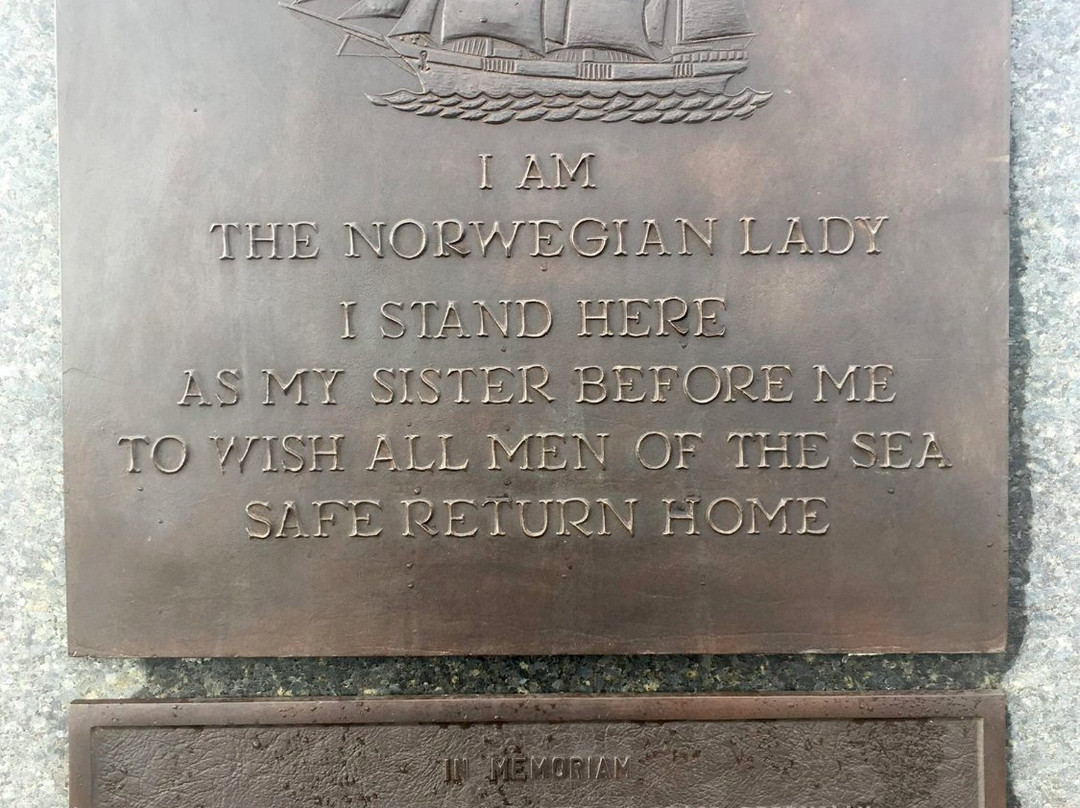 I AM
THE NORWEGIAN LADY
I STAND HERE
AS MY SISTER BEFORE ME
TO WISH ALL MEN OF THE SEA
SAFE RETURN HOME
IN MEMORIAM